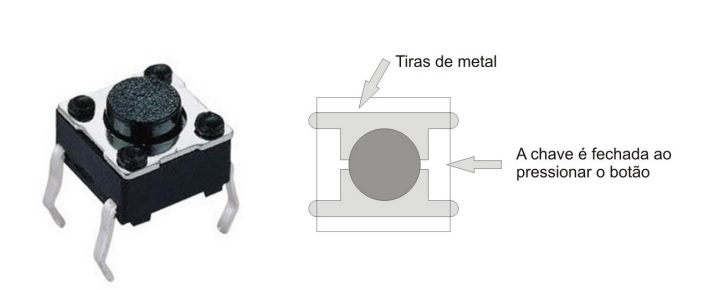 Tiras de metal
A chave é fechada ao
pressionar o botão